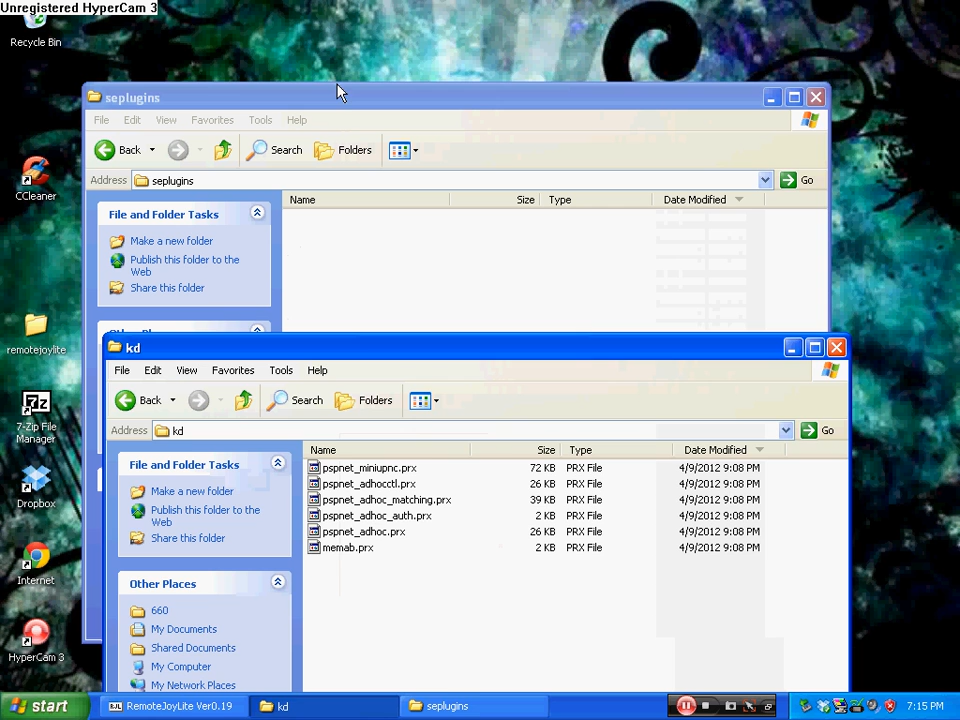 Unregistered HyperCam 3
Recycle Bin
CCleaner
remotejoylite
7-Zip File
Manager
Dropbox
Internet
HyperCam 3
seplugins
File Edit View Favorites Tools Help
Back Search Folders
Address seplugins Go
File and Folder Tasks
Make a new folder
Publish this folder to the
Web
Share this folder
Name Size Type Date Modified
kd
File Edit View Favorites Tools Help
Back Search Folders
Address kd Go
File and Folder Tasks
Make a new folder
Publish this folder to the
Web
Share this folder
Other Places
660
My Documents
Shared Documents
My Computer
My Network Places
Name Size Type Date Modified
pspnet_miniupnc.prx 72 KB PRX File 4/9/2012 9:08 PM
pspnet_adhocctl.prx 26 KB PRX File 4/9/2012 9:08 PM
pspnet_adhoc_matching.prx 39 KB PRX File 4/9/2012 9:08 PM
pspnet_adhoc_auth.prx 2 KB PRX File 4/9/2012 9:08 PM
pspnet_adhoc.prx 26 KB PRX File 4/9/2012 9:08 PM
memab.prx 2 KB PRX File 4/9/2012 9:08 PM
start RJL RemoteJoyLite Ver0.19 kd seplugins 7:15 PM